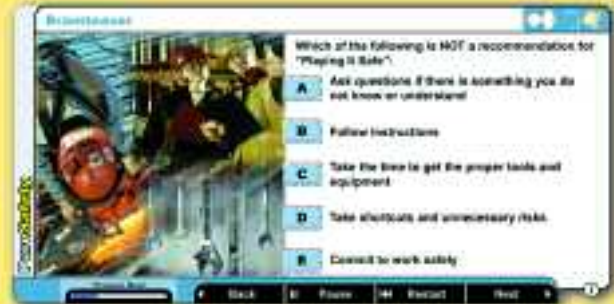 Brainteaser
Which of the following is NOT a recommendation for
"Playing It Safe":
A Ask questions if there is something you do
not know or understand
B Follow instructions
C Take the time to get the proper tools and
equipment
D Take shortcuts and unnecessary risks
E Commit to work safely
Back Pause Restart Next